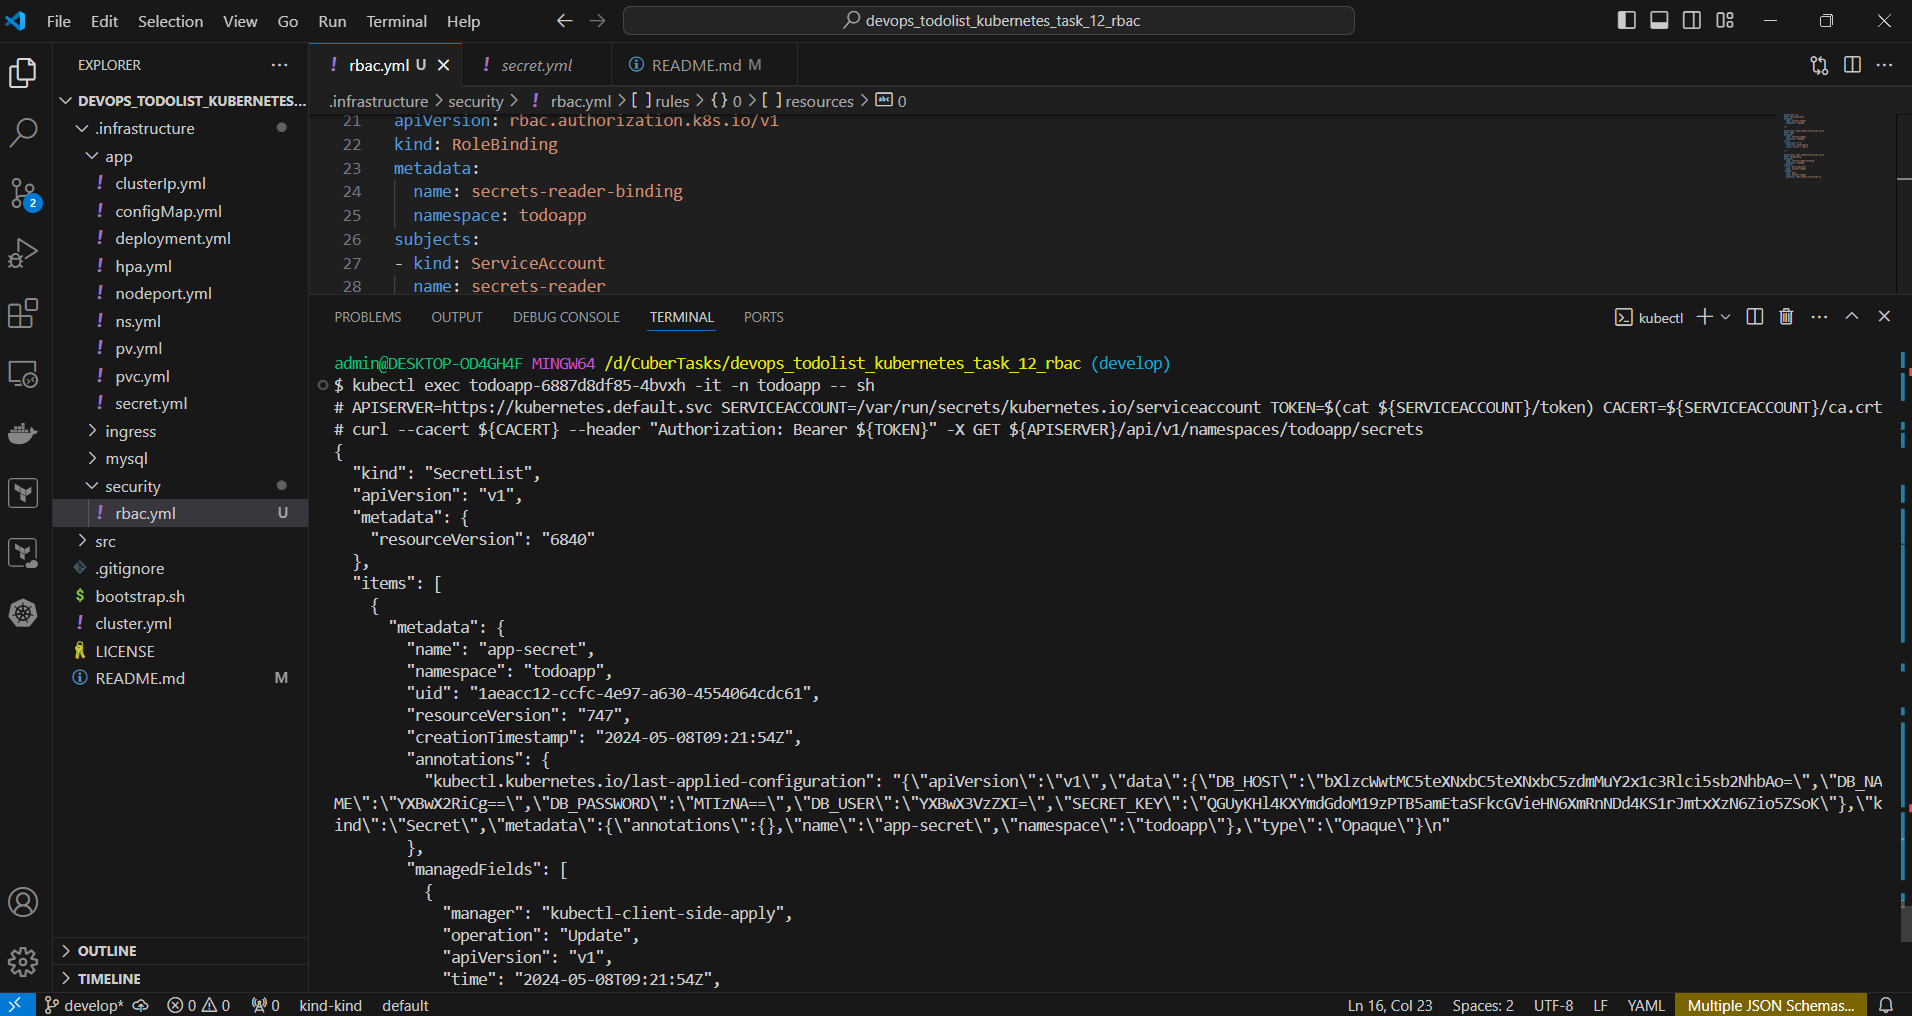 File Edit Selection View Go Run Terminal Help
devops_todolist_kubernetes_task_12_rbac
EXPLORER
rbac.yml U
secret.yml
README.md M
DEVOPS_TODOLIST_KUBERNETES...
.infrastructure
app
clusterIp.yml
configMap.yml
deployment.yml
hpa.yml
nodeport.yml
ns.yml
pv.yml
pvc.yml
secret.yml
ingress
mysql
security
rbac.yml U
src
.gitignore
bootstrap.sh
cluster.yml
LICENSE
README.md M
OUTLINE
TIMELINE
.infrastructure > security > rbac.yml > [ ] rules > {} 0 > [ ] resources > abc 0
21 apiVersion: rbac.authorization.k8s.io/v1
22 kind: RoleBinding
23 metadata:
24 name: secrets-reader-binding
25 namespace: todoapp
26 subjects:
27 - kind: ServiceAccount
28 name: secrets-reader
PROBLEMS OUTPUT DEBUG CONSOLE TERMINAL PORTS
kubectl
admin@DESKTOP-OD4GH4F MINGW64 /d/CuberTasks/devops_todolist_kubernetes_task_12_rbac (develop)
$ kubectl exec todoapp-6887d8df85-4bvxh -it -n todoapp -- sh
# APISERVER=https://kubernetes.default.svc SERVICEACCOUNT=/var/run/secrets/kubernetes.io/serviceaccount TOKEN=$(cat ${SERVICEACCOUNT}/token) CACERT=${SERVICEACCOUNT}/ca.crt
# curl --cacert ${CACERT} --header "Authorization: Bearer ${TOKEN}" -X GET ${APISERVER}/api/v1/namespaces/todoapp/secrets
{
"kind": "SecretList",
"apiVersion": "v1",
"metadata": {
"resourceVersion": "6840"
},
"items": [
{
"metadata": {
"name": "app-secret",
"namespace": "todoapp",
"uid": "1aeacc12-ccfc-4e97-a630-4554064cdc61",
"resourceVersion": "747",
"creationTimestamp": "2024-05-08T09:21:54Z",
"annotations": {
"kubectl.kubernetes.io/last-applied-configuration": "{\"apiVersion\":\"v1\",\"data\":{\"DB_HOST\":\"bXlzcWwtMC5teXNxbC5teXNxbC5zdmMuY2x1c3Rlci5sb2NhbAo=\",\"DB_NA
ME\":\"YXBwX2RiCg==\",\"DB_PASSWORD\":\"MTIzNA==\",\"DB_USER\":\"YXBwX3VzZXI=\",\"SECRET_KEY\":\"QGUyKHl4KXYmdGdoM19zPTB5amEtaSFkcGVieHN6XmRnNDd4KS1rJmtxXzN6Zio5ZSoK\"},\"k
ind\":\"Secret\",\"metadata\":{\"annotations\":{},\"name\":\"app-secret\",\"namespace\":\"todoapp\"},\"type\":\"Opaque\"}\n"
},
"managedFields": [
{
"manager": "kubectl-client-side-apply",
"operation": "Update",
"apiVersion": "v1",
"time": "2024-05-08T09:21:54Z",
2
develop* 0 0 0 kind-kind default
Ln 16, Col 23 Spaces: 2 UTF-8 LF YAML Multiple JSON Schemas...